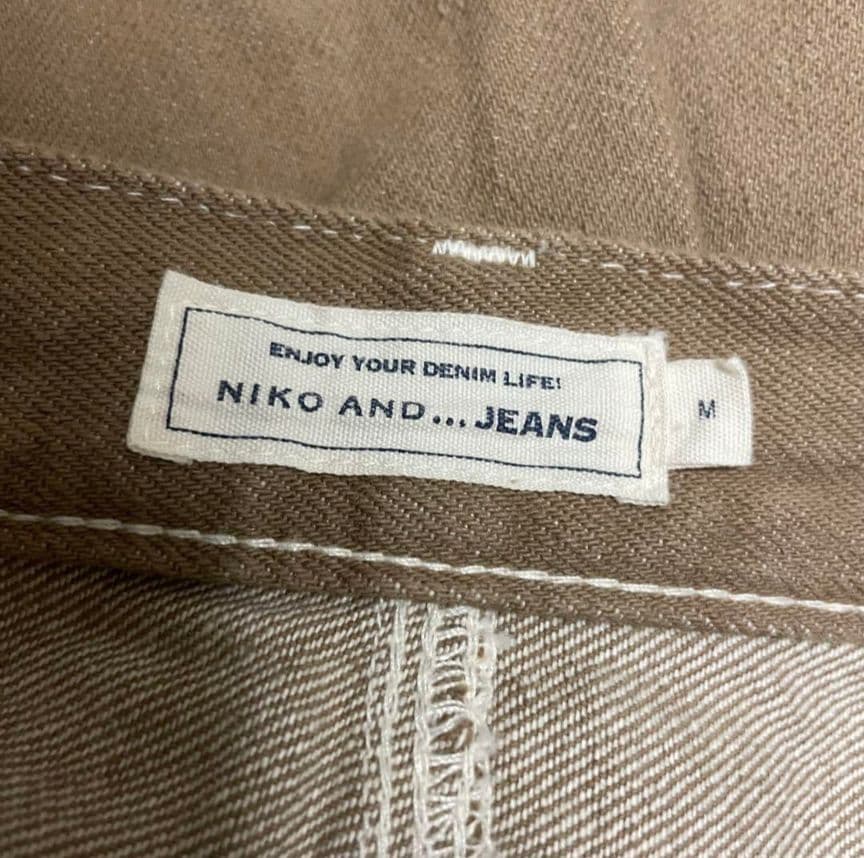 ENJOY YOUR DENIM LIFE!
NIKO AND...JEANS
M